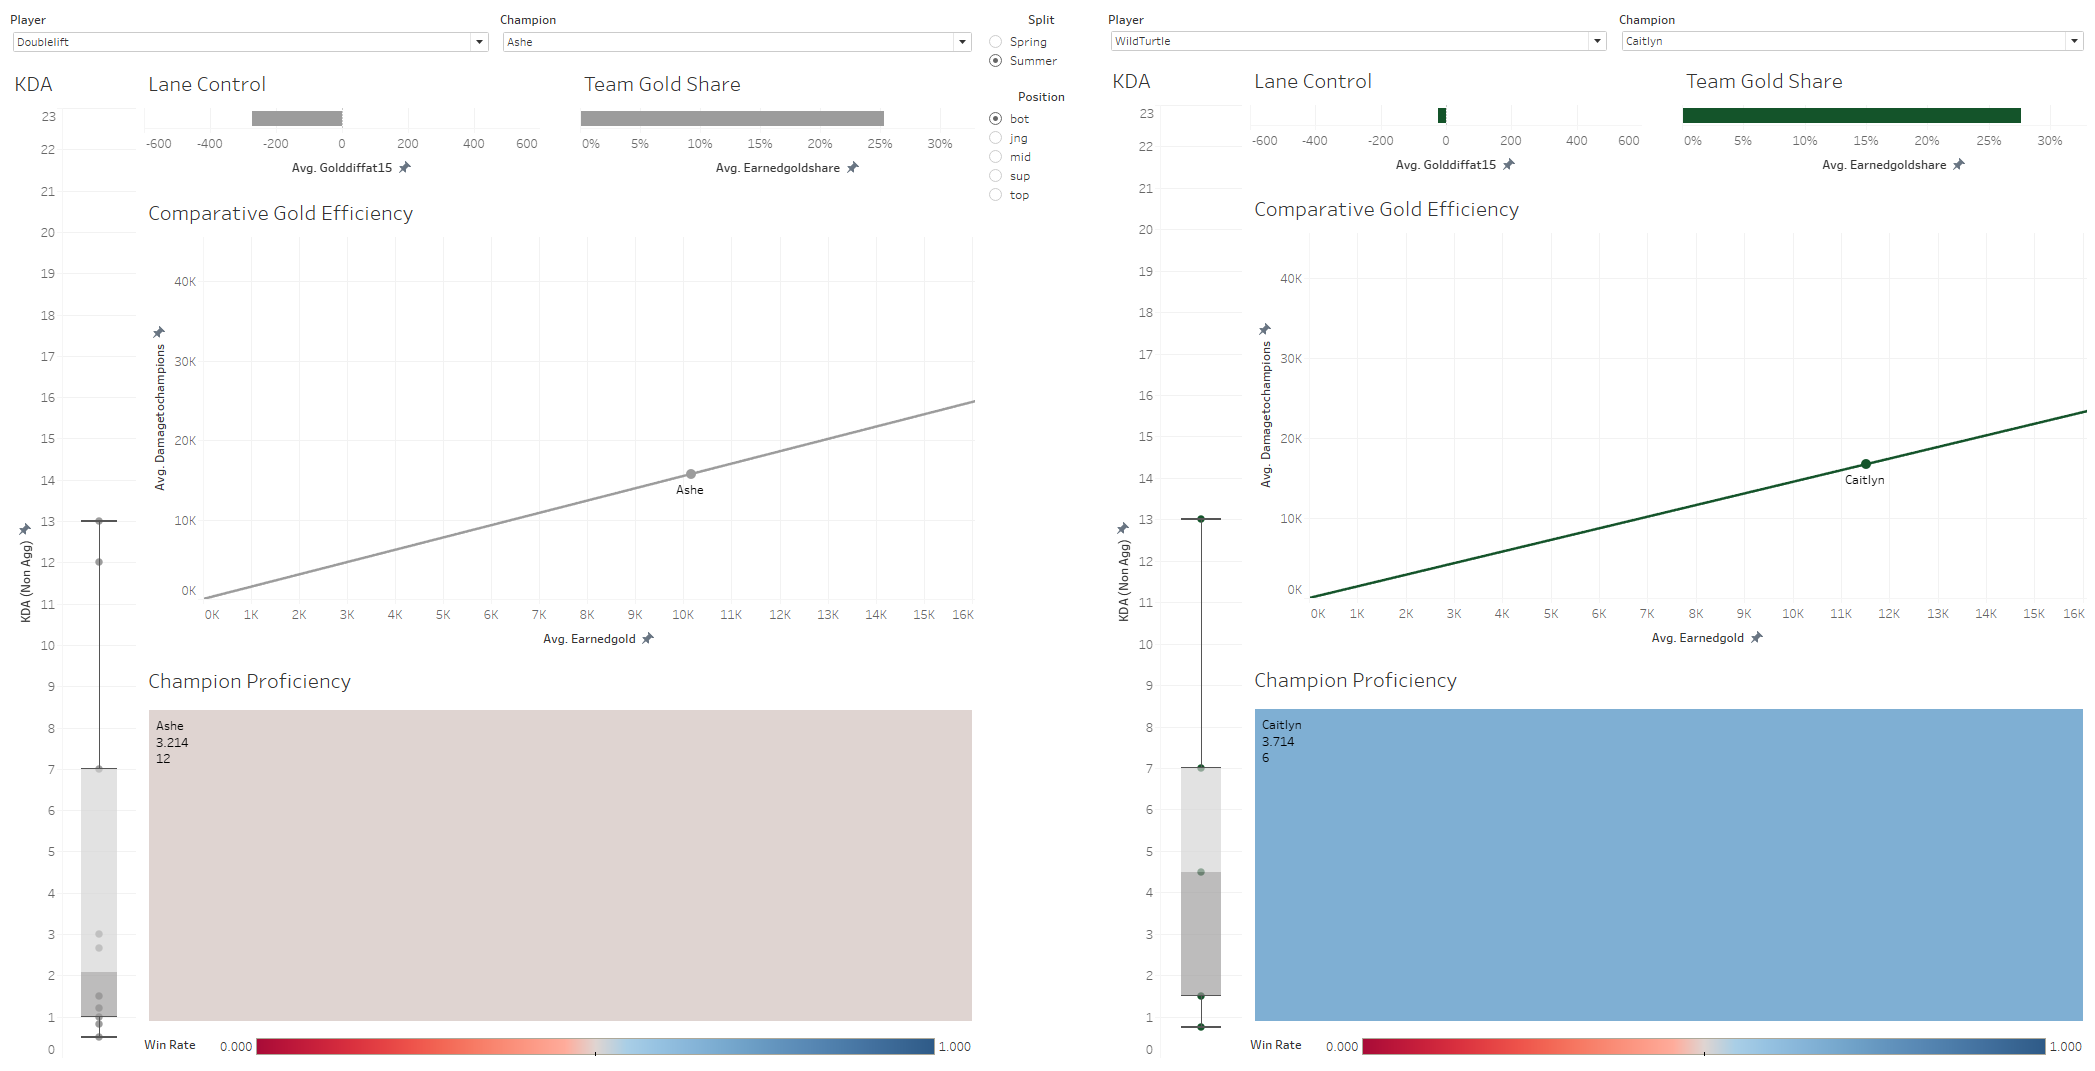 Player
Doublelift
Champion
Ashe
Split
Spring
Summer
Position
bot
jng
mid
sup
top
KDA
23
22
21
20
19
18
17
16
15
14
13
12
11
10
9
8
7
6
5
4
3
2
1
0
KDA (Non Agg)
Lane Control
-600 -400 -200 0 200 400 600
Avg. Golddiffat15
Team Gold Share
0% 5% 10% 15% 20% 25% 30%
Avg. Earnedgoldshare
Comparative Gold Efficiency
40K
30K
20K
10K
0K
Avg. Damagetochampions
Ashe
0K 1K 2K 3K 4K 5K 6K 7K 8K 9K 10K 11K 12K 13K 14K 15K 16K
Avg. Earnedgold
Champion Proficiency
Ashe
3.214
12
Win Rate 0.000 1.000
Player
WildTurtle
Champion
Caitlyn
KDA
23
22
21
20
19
18
17
16
15
14
13
12
11
10
9
8
7
6
5
4
3
2
1
0
KDA (Non Agg)
Lane Control
-600 -400 -200 0 200 400 600
Avg. Golddiffat15
Team Gold Share
0% 5% 10% 15% 20% 25% 30%
Avg. Earnedgoldshare
Comparative Gold Efficiency
40K
30K
20K
10K
0K
Avg. Damagetochampions
Caitlyn
0K 1K 2K 3K 4K 5K 6K 7K 8K 9K 10K 11K 12K 13K 14K 15K 16K
Avg. Earnedgold
Champion Proficiency
Caitlyn
3.714
6
Win Rate 0.000 1.000